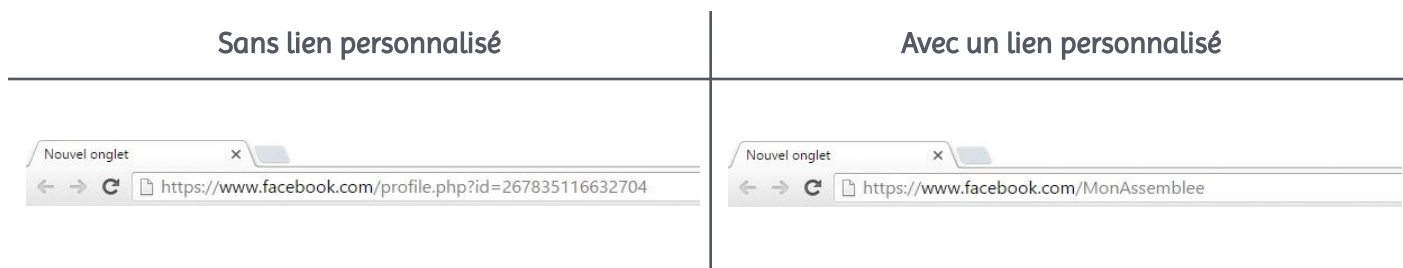 Sans lien personnalisé
Avec un lien personnalisé
Nouvel onglet
https://www.facebook.com/profile.php?id=267835116632704
Nouvel onglet
https://www.facebook.com/MonAssemblee